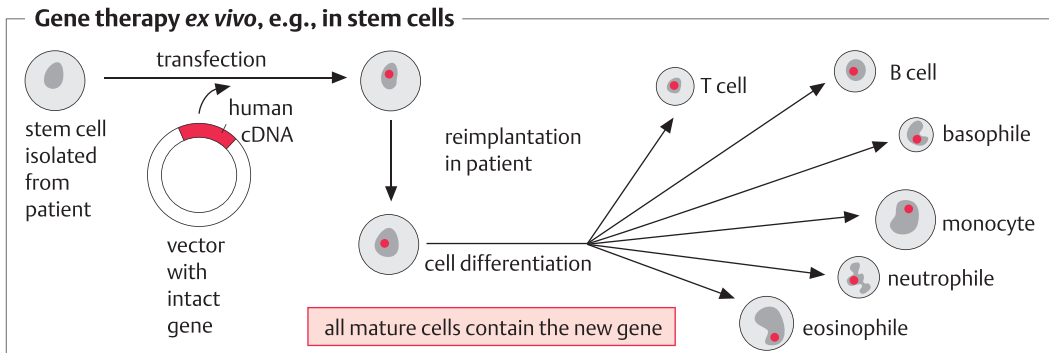 Gene therapy ex vivo, e.g., in stem cells
transfection
human
cDNA
stem cell
isolated
from
patient
vector
with
intact
gene
reimplantation
in patient
cell differentiation
T cell
B cell
basophile
monocyte
neutrophile
eosinophile
all mature cells contain the new gene